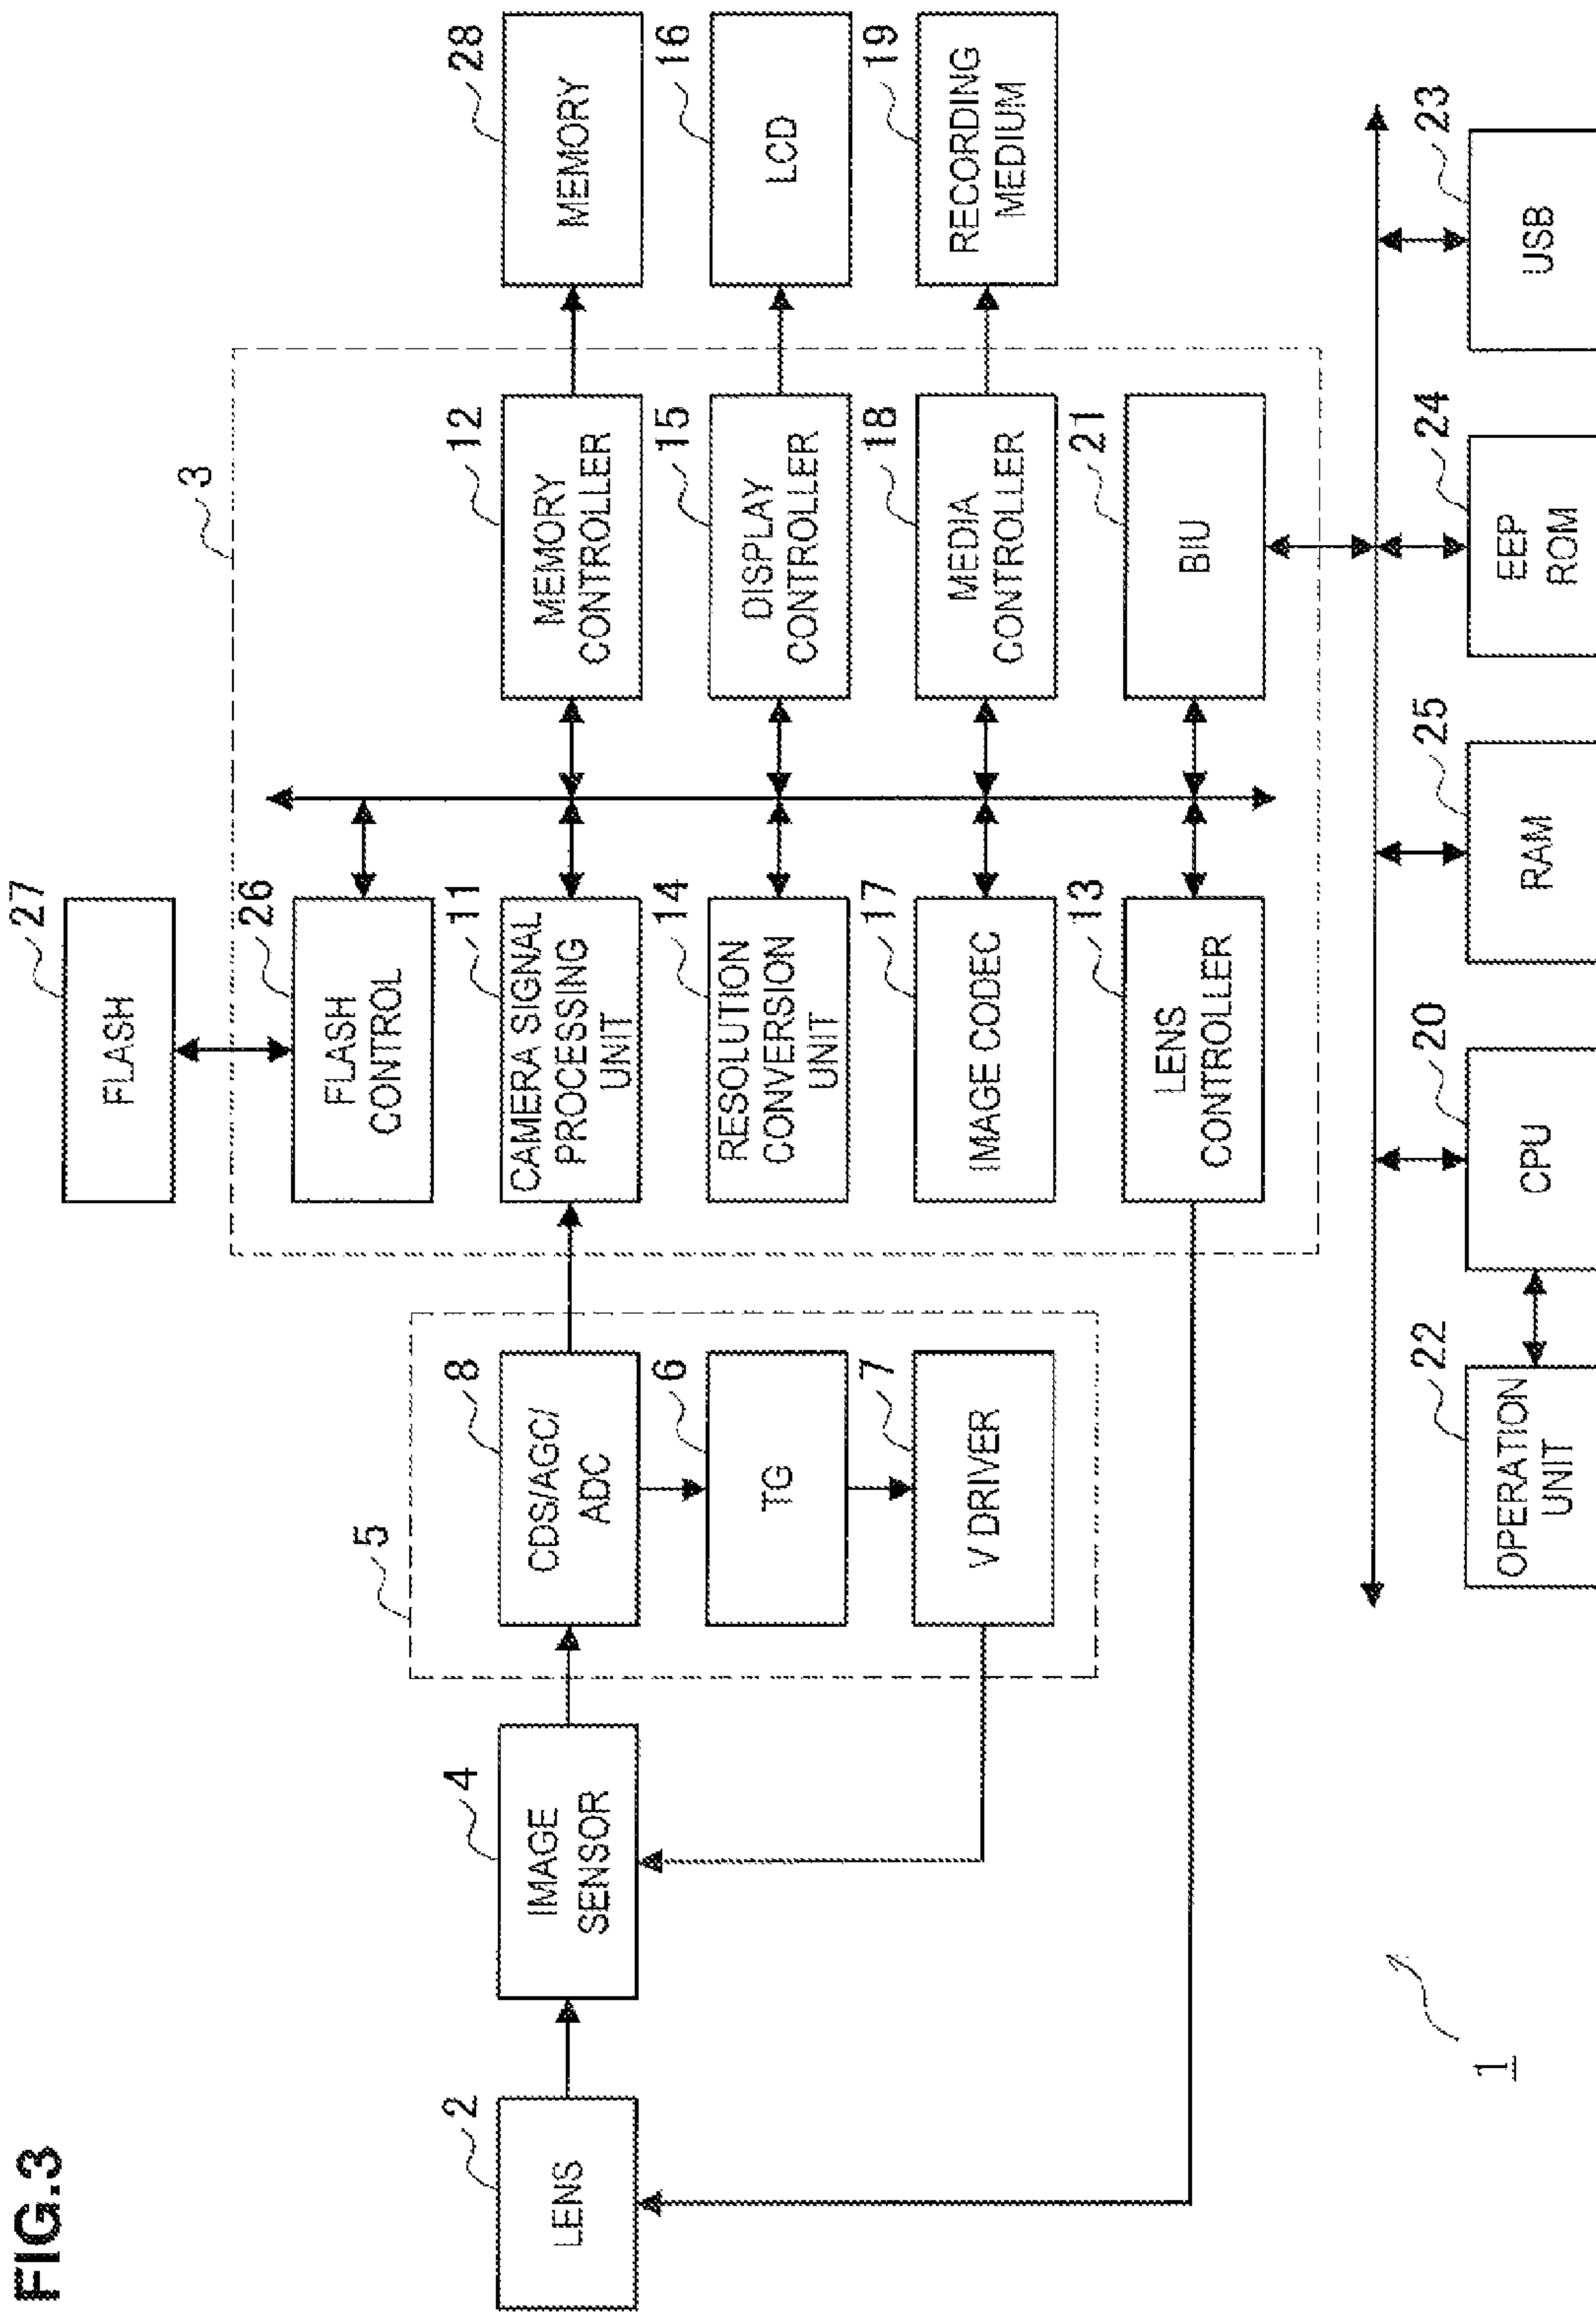 FIG.3
27
FLASH
3
26
FLASH
CONTROL
2
LENS
4
IMAGE
SENSOR
5
8
CDS/AGC/
ADC
11
CAMERA SIGNAL
PROCESSING
UNIT
12
MEMORY
CONTROLLER
28
MEMORY
6
TG
14
RESOLUTION
CONVERSION
UNIT
15
DISPLAY
CONTROLLER
16
LCD
7
V DRIVER
17
IMAGE CODEC
18
MEDIA
CONTROLLER
19
RECORDING
MEDIUM
13
LENS
CONTROLLER
21
BIU
1
22
OPERATION
UNIT
20
CPU
25
RAM
24
EEP
ROM
23
USB